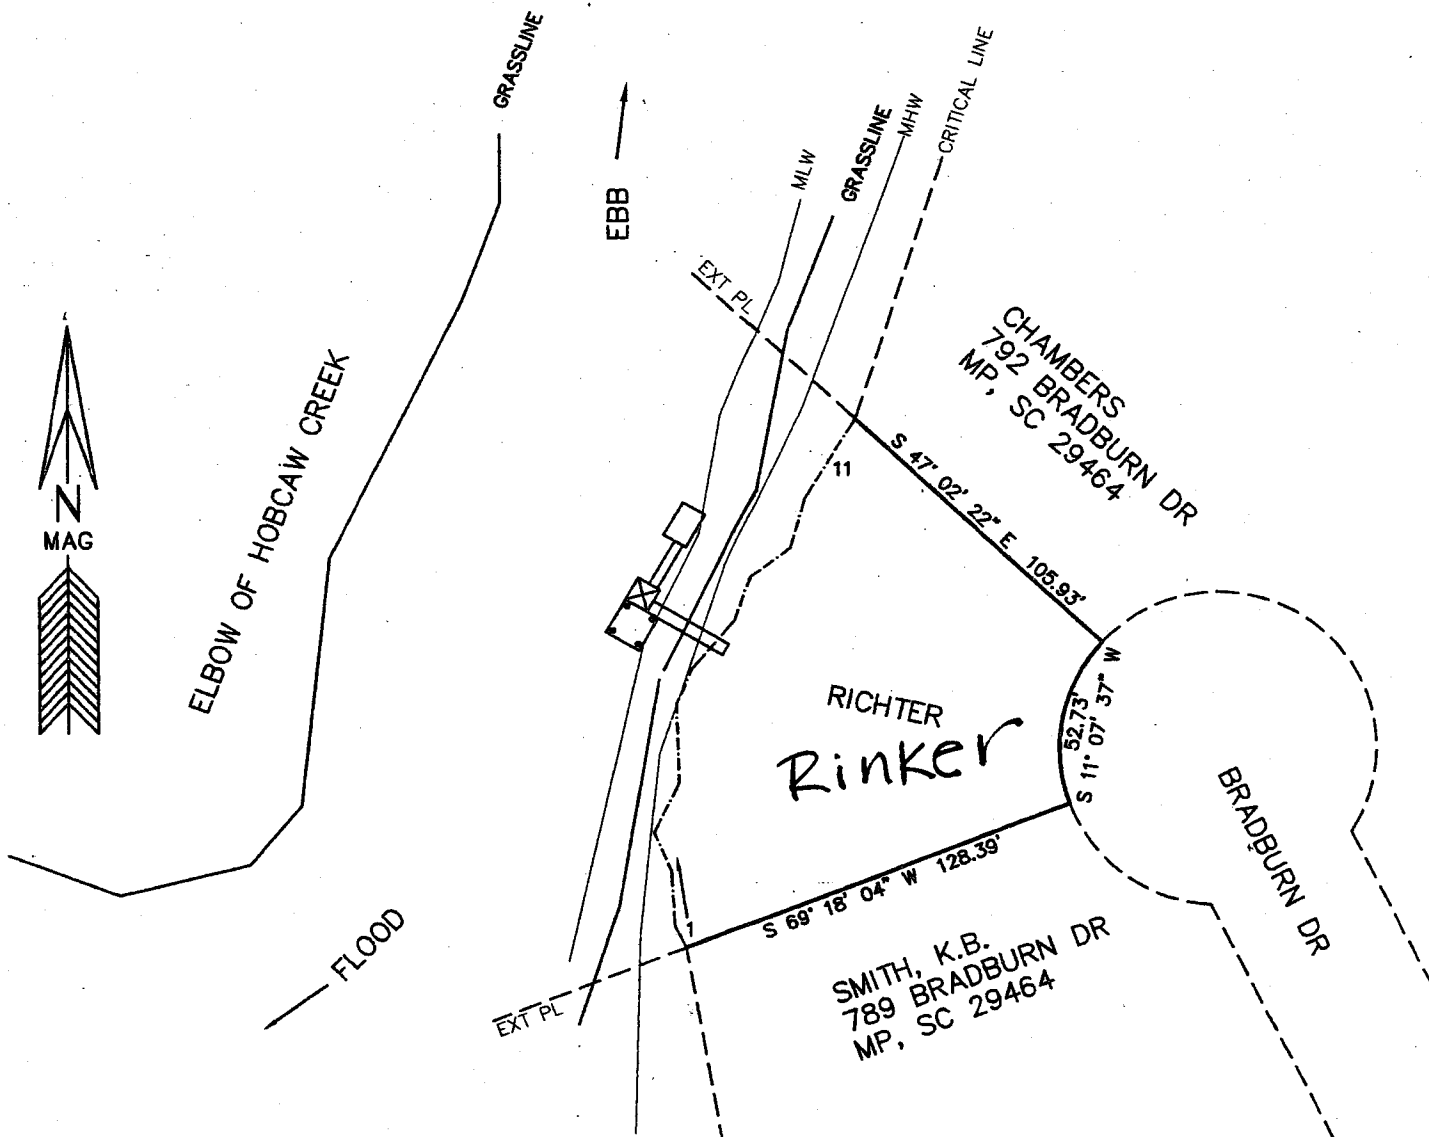 GRASSLINE
EBB
MLW
GRASSLINE
MHW
CRITICAL LINE
EXT PL
CHAMBERS
792 BRADBURN DR
MP, SC 29464
N
MAG
ELBOW OF HOBCAW CREEK
11
S 47° 02' 22" E 105.93'
RICHTER
Rinker
52.73'
S 11° 07' 37" W
BRADBURN DR
S 69° 18' 04" W 128.39'
1
FLOOD
EXT PL
SMITH, K.B.
789 BRADBURN DR
MP, SC 29464